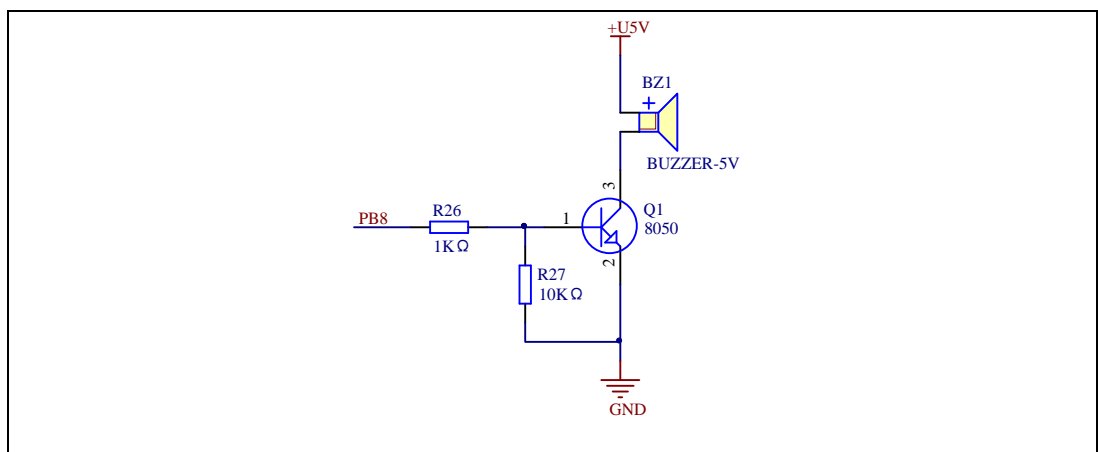 +U5V
BZ1
+
BUZZER-5V
3
Q1
8050
PB8
R26
1KΩ
1
2
R27
10KΩ
GND